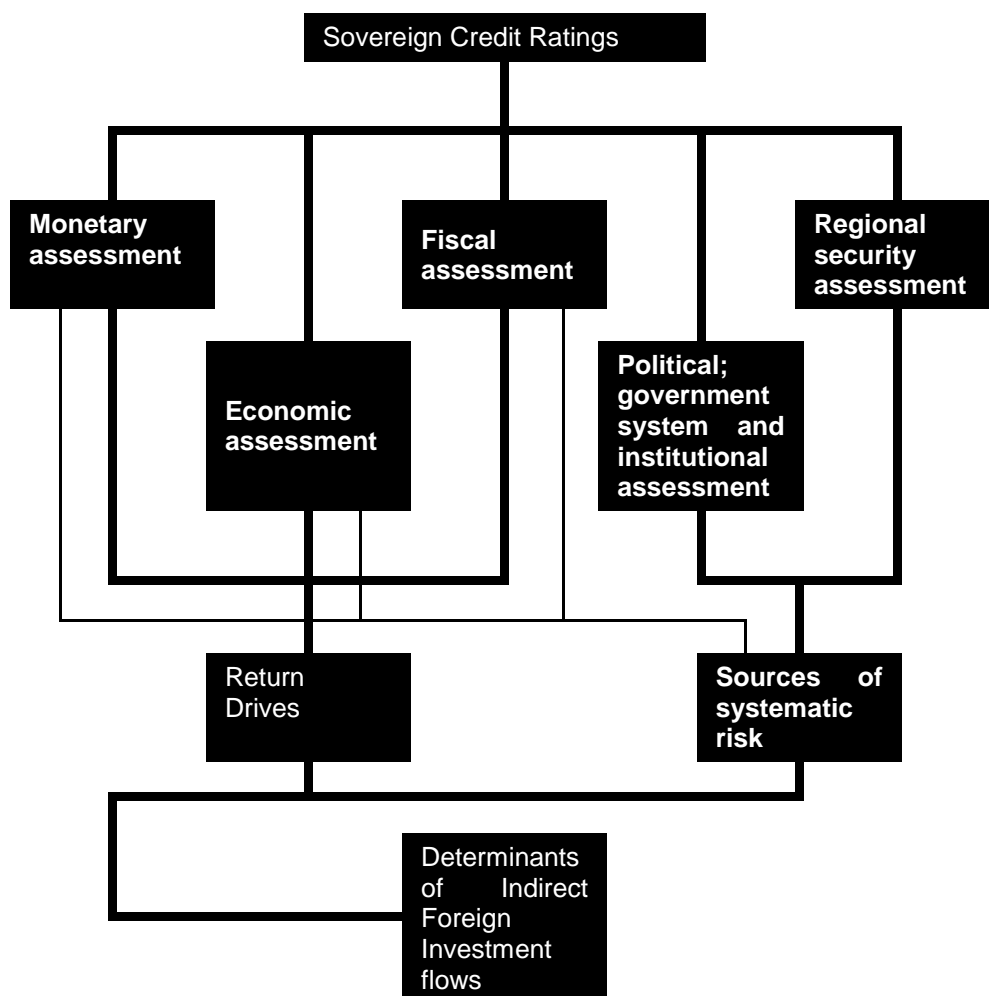 Sovereign Credit Ratings
Monetary
assessment
Fiscal
assessment
Regional
security
assessment
Economic
assessment
Political;
government
system and
institutional
assessment
Return
Drives
Sources of
systematic
risk
Determinants
of Indirect
Foreign
Investment
flows